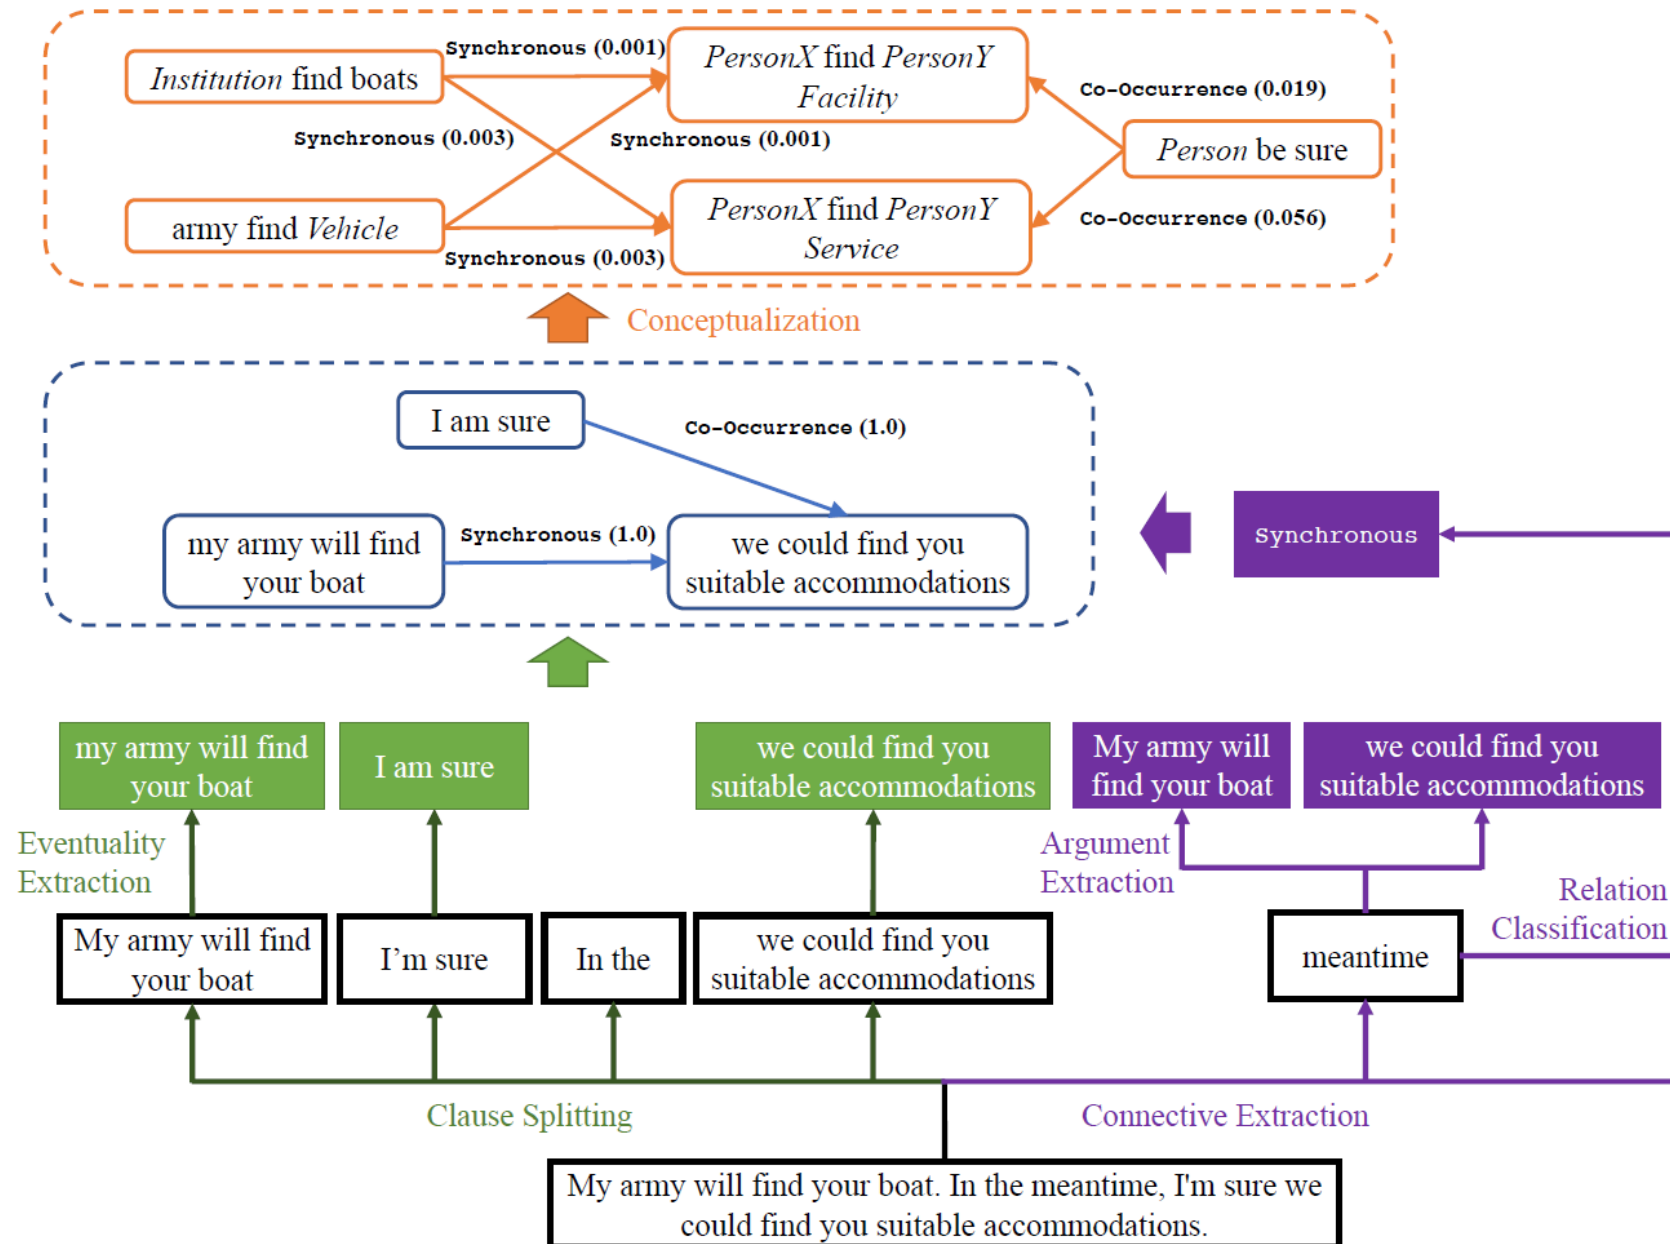 Synchronous (0.001)
Institution find boats
PersonX find PersonY
Facility
Co-Occurrence (0.019)
Synchronous (0.003)
Synchronous (0.001)
Person be sure
army find Vehicle
PersonX find PersonY
Service
Co-Occurrence (0.056)
Synchronous (0.003)
Conceptualization
I am sure
Co-Occurrence (1.0)
my army will find
your boat
Synchronous (1.0)
we could find you
suitable accommodations
Synchronous
my army will find
your boat
I am sure
we could find you
suitable accommodations
My army will
find your boat
we could find you
suitable accommodations
Eventuality
Extraction
Argument
Extraction
Relation
Classification
My army will find
your boat
I'm sure
In the
we could find you
suitable accommodations
meantime
Clause Splitting
Connective Extraction
My army will find your boat. In the meantime, I'm sure we
could find you suitable accommodations.